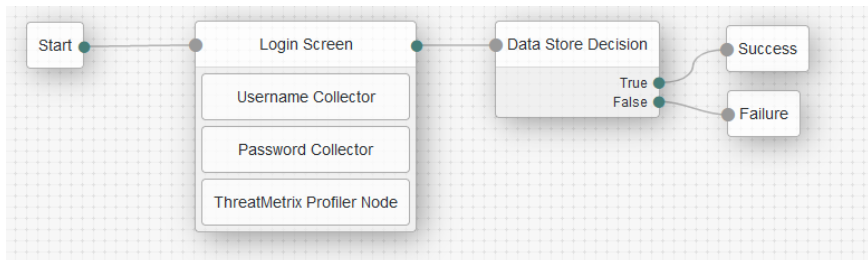 Start
Login Screen
Username Collector
Password Collector
ThreatMetrix Profiler Node
Data Store Decision
True
False
Success
Failure